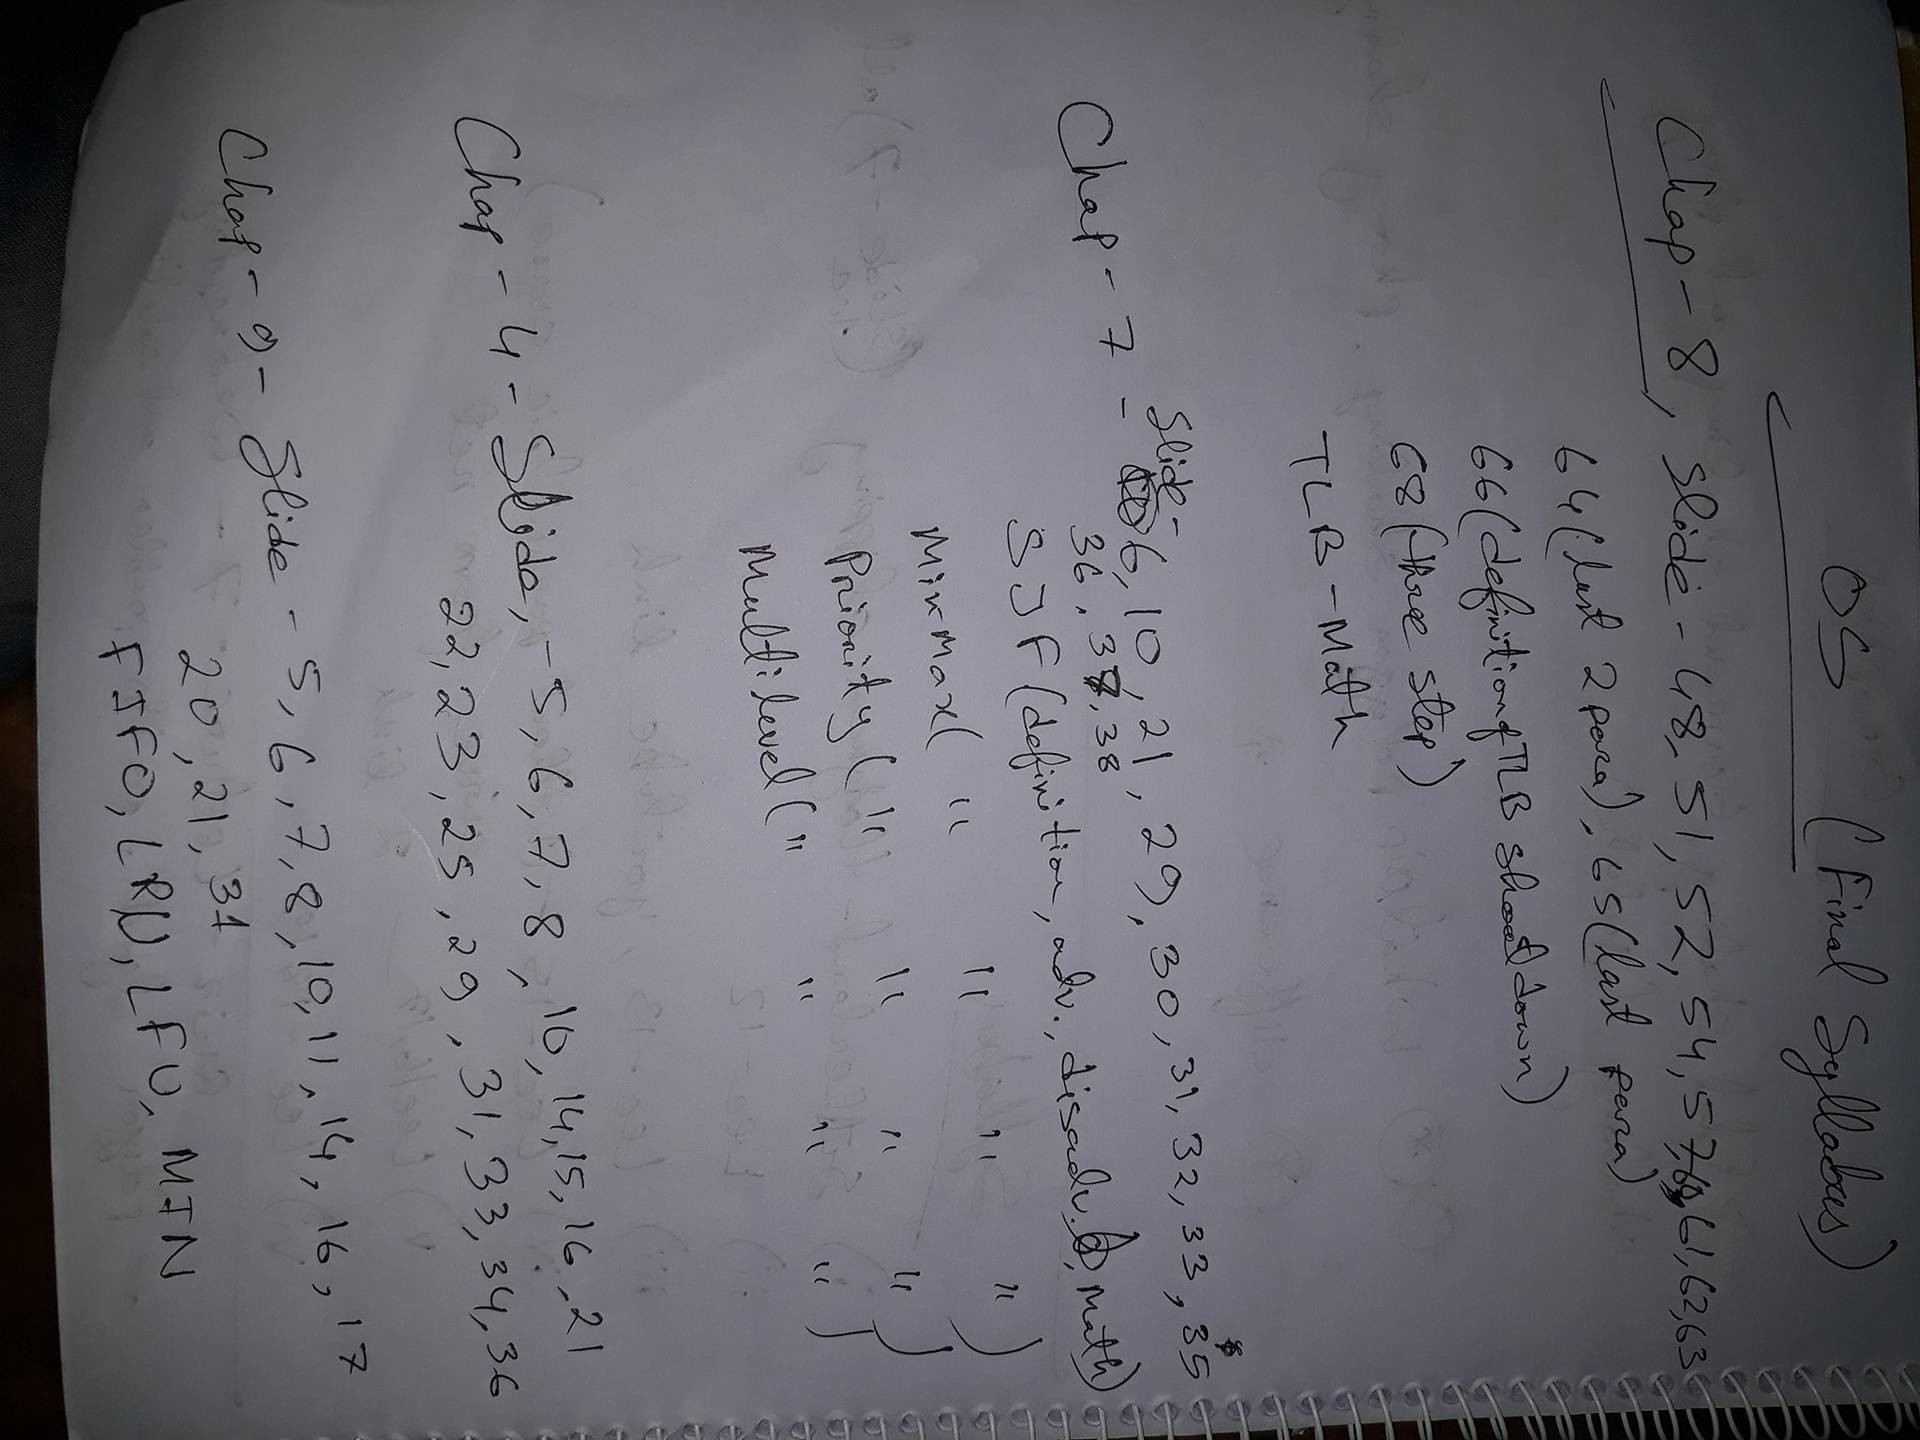 OS (Final Syllabus)
Chap - 8, Slide - 48, 51, 52, 54, 57, 61, 62, 63
64 (last 2 para), 65 (last para)
66 (definition of TLB shoot down)
68 (three step)
TLB - Math
Chap - 7 - Slide - 6, 10, 21, 29, 30, 31, 32, 33, 35
36, 37, 38
SJF (definition, adv., disadv., Math)
Min Max ( " " " " )
Priority ( " " " " )
Multilevel ( " " " " )
Chap - 4 - Slide, - 5, 6, 7, 8, 10, 14, 15, 16, 21
22, 23, 25, 29, 31, 33, 34, 36
Chap - 9 - Slide - 5, 6, 7, 8, 10, 11, 14, 16, 17
20, 21, 31
FIFO, LRU, LFU, MIN